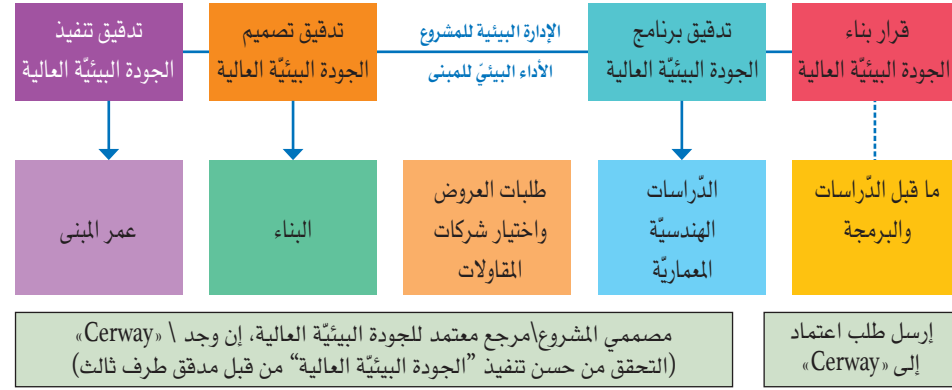 قرار بناء
الجودة البيئيّة العالية
تدقيق برنامج
الجودة البيئيّة العالية
الإدارة البيئية للمشروع
الأداء البيئيّ للمبنى
تدقيق تصميم
الجودة البيئيّة العالية
تدقيق تنفيذ
الجودة البيئيّة العالية
ما قبل الدّراسات
والبرمجة
الدّراسات
الهندسيّة
المعماريّة
طلبات العروض
واختيار شركات
المقاولات
البناء
عمر المبنى
إرسل طلب اعتماد
إلى «Cerway»
مصممي المشروع\مرجع معتمد للجودة البيئيّة العالية، إن وجد \ «Cerway»
(التحقق من حسن تنفيذ "الجودة البيئيّة العالية" من قبل مدقق طرف ثالث)